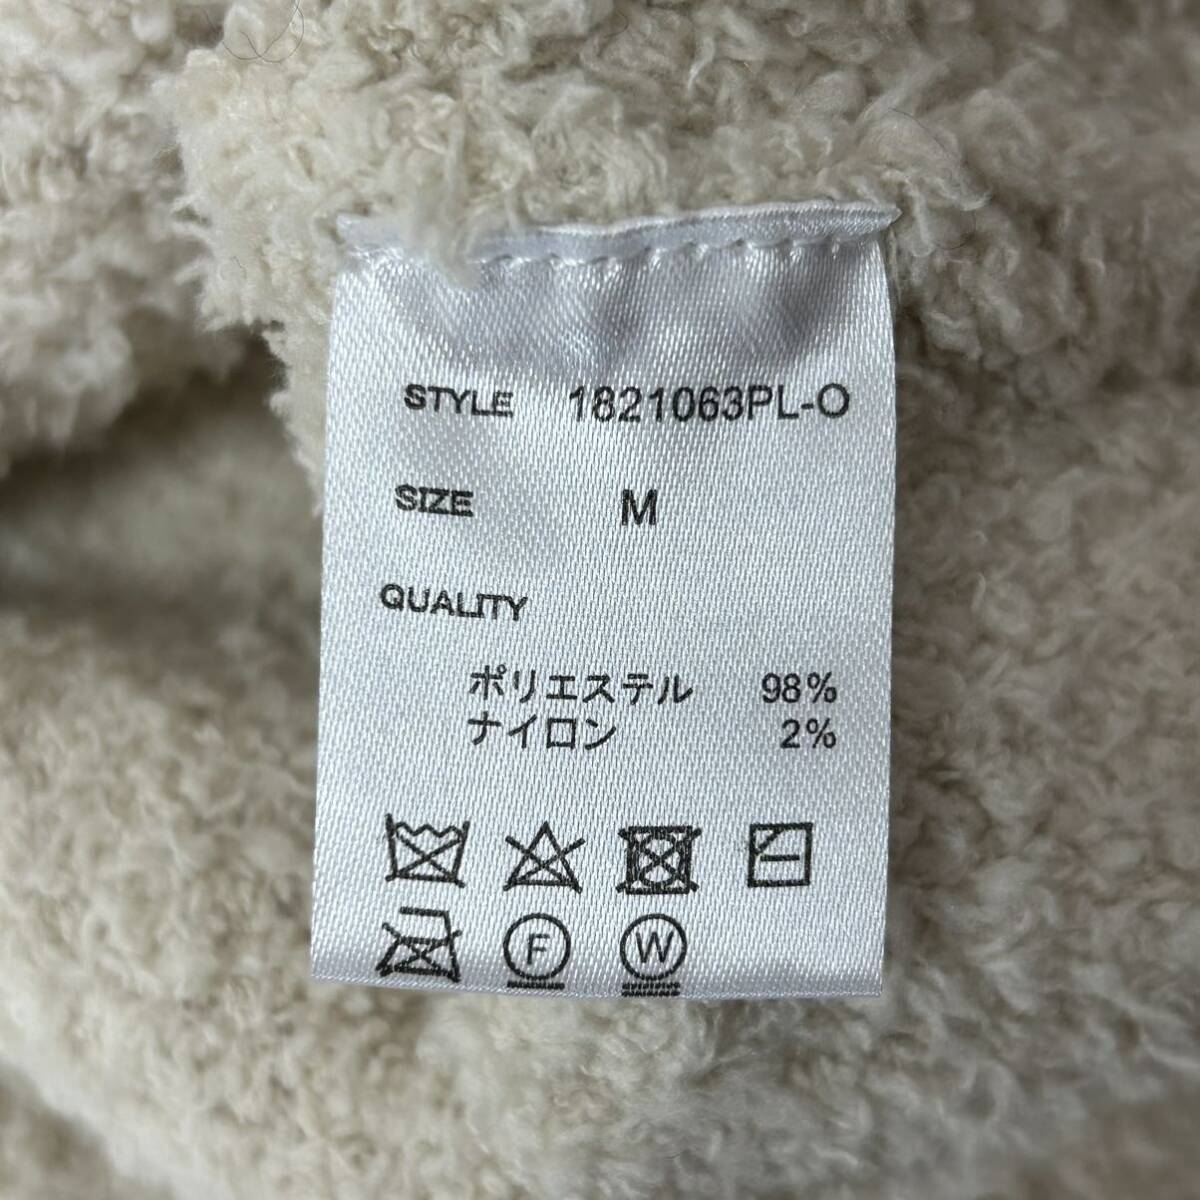 STYLE 1821063PL-O
SIZE M
QUALITY
ポリエステル 98%
ナイロン 2%
F W